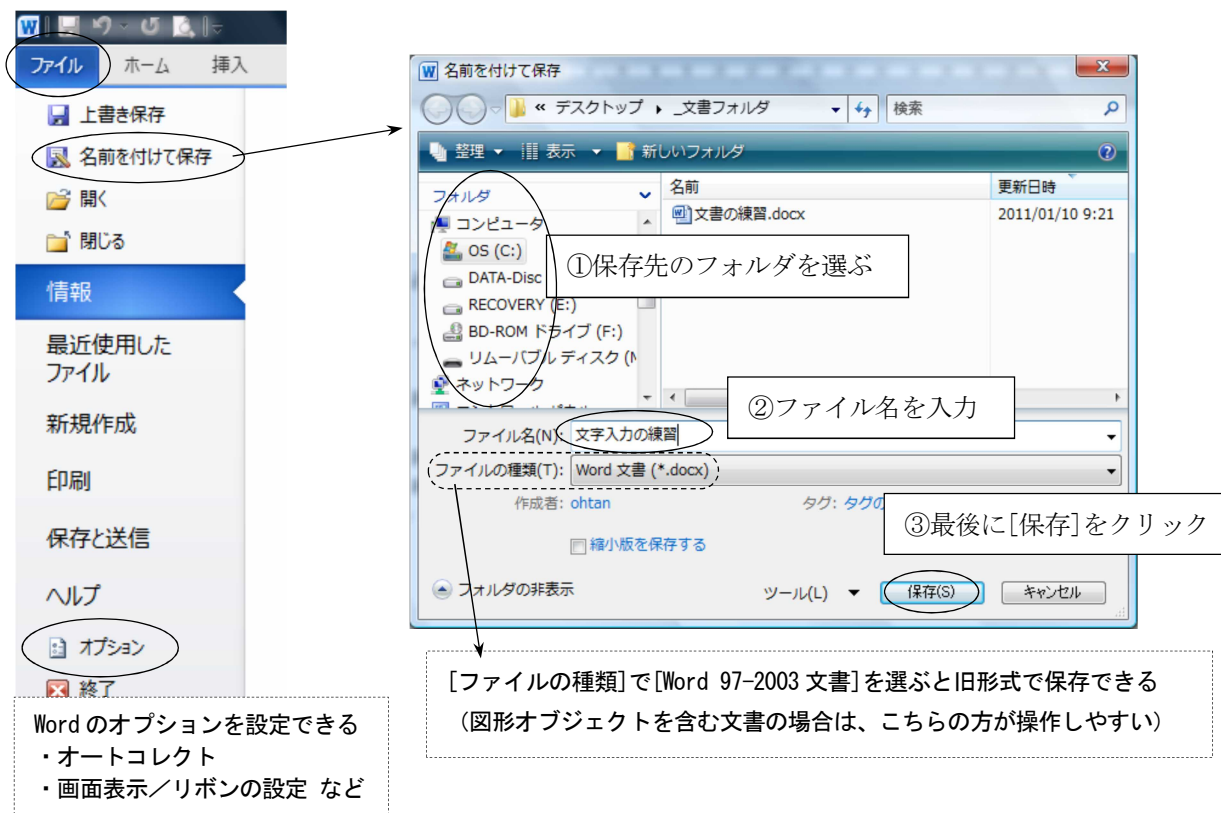 ファイル ホーム 挿入
上書き保存
名前を付けて保存
開く
閉じる
情報
最近使用した
ファイル
新規作成
印刷
保存と送信
ヘルプ
オプション
終了
Word のオプションを設定できる
・オートコレクト
・画面表示／リボンの設定 など
名前を付けて保存
« デスクトップ ▸ _文書フォルダ 検索
整理 ▼ 表示 ▼ 新しいフォルダ
フォルダ
コンピュータ
OS (C:)
DATA-Disc
RECOVERY (E:)
BD-ROM ドライブ (F:)
リムーバブル ディスク (
ネットワーク
名前 更新日時
文書の練習.docx 2011/01/10 9:21
①保存先のフォルダを選ぶ
②ファイル名を入力
ファイル名(N): 文字入力の練習
ファイルの種類(T): Word 文書 (*.docx)
作成者: ohtan タグ: タグの
③最後に[保存]をクリック
縮小版を保存する
フォルダの非表示 ツール(L) ▼ 保存(S) キャンセル
[ファイルの種類]で[Word 97-2003 文書]を選ぶと旧形式で保存できる
（図形オブジェクトを含む文書の場合は、こちらの方が操作しやすい）